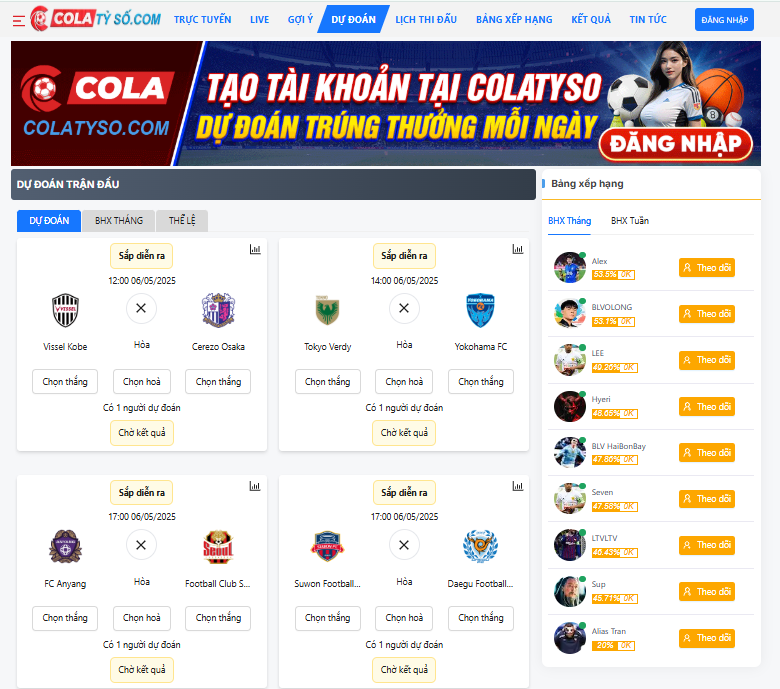 COLA TỶ SỐ.COM TRỰC TUYẾN LIVE GỢI Ý DỰ ĐOÁN LỊCH THI ĐẤU BẢNG XẾP HẠNG KẾT QUẢ TIN TỨC ĐĂNG NHẬP
COLA
COLATYSO.COM
TẠO TÀI KHOẢN TẠI COLATYSO
DỰ ĐOÁN TRÚNG THƯỞNG MỖI NGÀY
ĐĂNG NHẬP
DỰ ĐOÁN TRẬN ĐẤU
DỰ ĐOÁN BHX THÁNG THỂ LỆ
Sắp diễn ra
12:00 06/05/2025
Vissel Kobe Hòa Cerezo Osaka
Chọn thắng Chọn hoà Chọn thắng
Có 1 người dự đoán
Chờ kết quả
Sắp diễn ra
14:00 06/05/2025
Tokyo Verdy Hòa Yokohama FC
Chọn thắng Chọn hoà Chọn thắng
Có 1 người dự đoán
Chờ kết quả
Sắp diễn ra
17:00 06/05/2025
FC Anyang Hòa Football Club S...
Chọn thắng Chọn hoà Chọn thắng
Có 1 người dự đoán
Chờ kết quả
Sắp diễn ra
17:00 06/05/2025
Suwon Football... Hòa Daegu Football...
Chọn thắng Chọn hoà Chọn thắng
Có 1 người dự đoán
Chờ kết quả
Bảng xếp hạng
BHX Tháng BHX Tuần
Alex
53.5% 0K
Theo dõi
BLVOLONG
53.1% 0K
Theo dõi
LEE
49.20% 0K
Theo dõi
Hyeri
48.65% 0K
Theo dõi
BLV HaiBonBay
47.86% 0K
Theo dõi
Seven
47.58% 0K
Theo dõi
LTVLTV
46.43% 0K
Theo dõi
Sup
45.71% 0K
Theo dõi
Alias Tran
20% 0K
Theo dõi